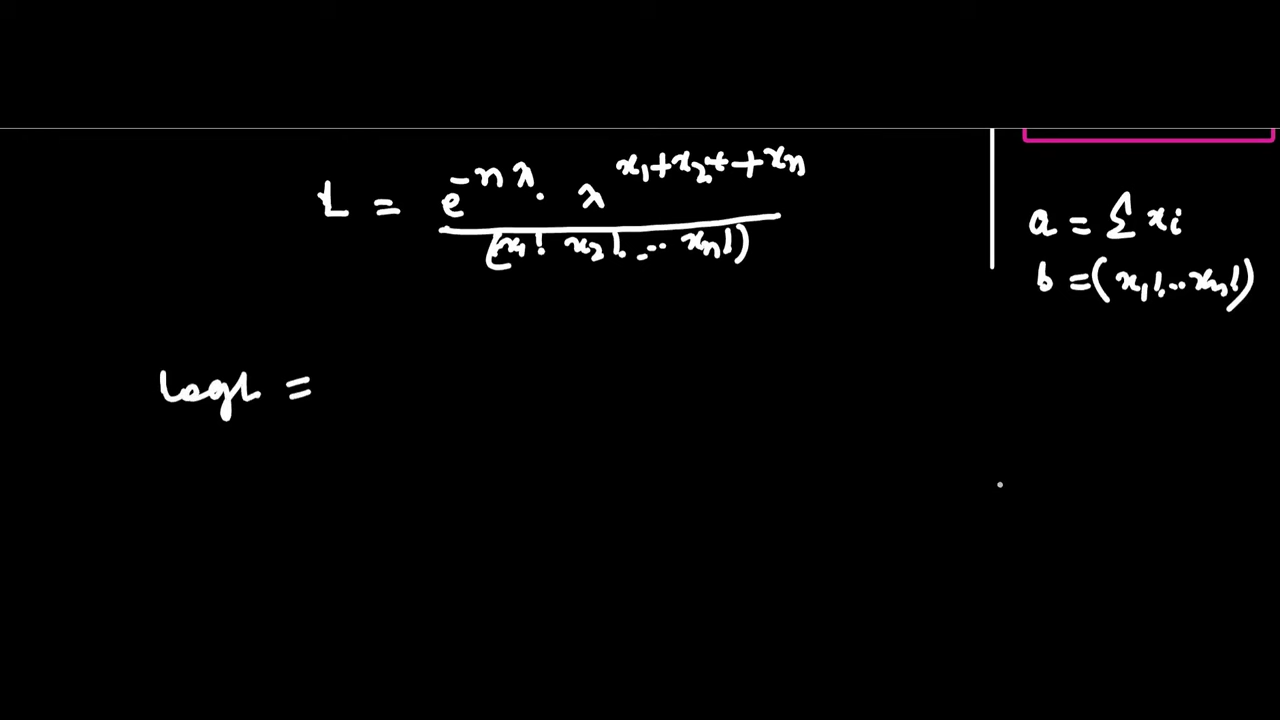 L = e^{-nλ} · λ^{x₁+x₂+ +xₙ} / (x₁! x₂! ... xₙ!)
a = Σ xᵢ
b = (x₁! .. xₙ!)
logL =